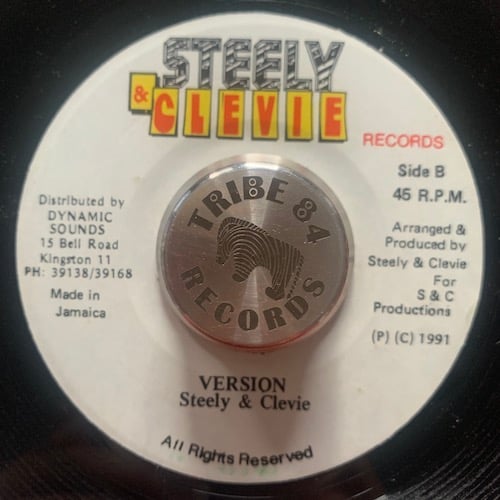 STEELY
& CLEVIE
RECORDS
Side B
45 R.P.M.
Distributed by
DYNAMIC
SOUNDS
15 Bell Road
Kingston 11
PH: 39138/39168
Made in
Jamaica
Arranged &
Produced by
Steely & Clevie
For
S & C
Productions
(P) (C) 1991
TRIBE 84
RECORDS
VERSION
Steely & Clevie
All Rights Reserved